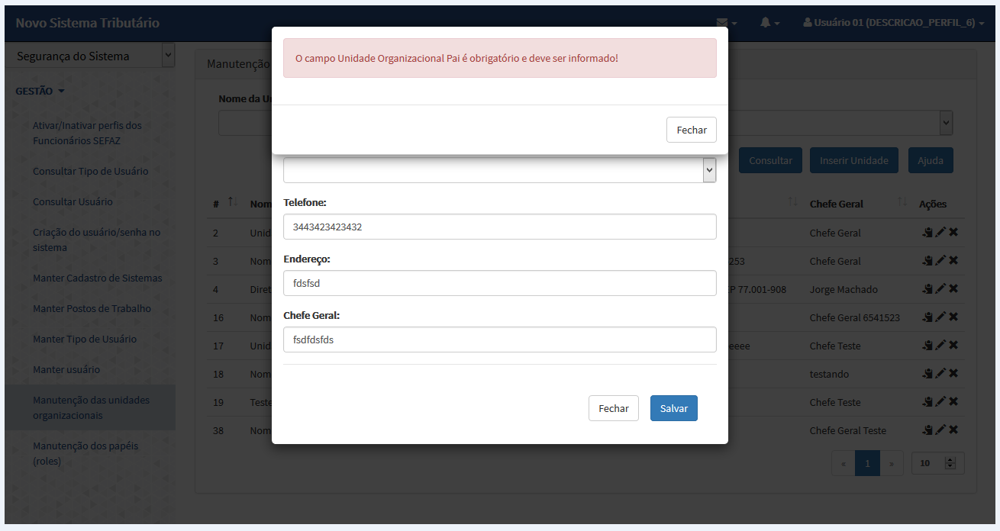 Novo Sistema Tributário
Usuário 01 (DESCRICAO_PERFIL_6)
Segurança do Sistema
GESTÃO
Ativar/Inativar perfis dos
Funcionários SEFAZ
Consultar Tipo de Usuário
Consultar Usuário
Criação do usuário/senha no
sistema
Manter Cadastro de Sistemas
Manter Postos de Trabalho
Manter Tipo de Usuário
Manter usuário
Manutenção das unidades
organizacionais
Manutenção dos papéis
(roles)
Manutenção
Nome da Un
O campo Unidade Organizacional Pai é obrigatório e deve ser informado!
Fechar
Telefone:
3443423423432
Endereço:
fdsfsd
Chefe Geral:
fsdfdsfds
Fechar
Salvar
Consultar
Inserir Unidade
Ajuda
# Nom Chefe Geral Ações
2 Unid Chefe Geral
3 Nom 253 Chefe Geral
4 Diret EP 77.001-908 Jorge Machado
16 Nom Chefe Geral 6541523
17 Unid eeee Chefe Teste
18 Nom testando
19 Teste Chefe Teste
38 Nom Chefe Geral Teste
« 1 » 10